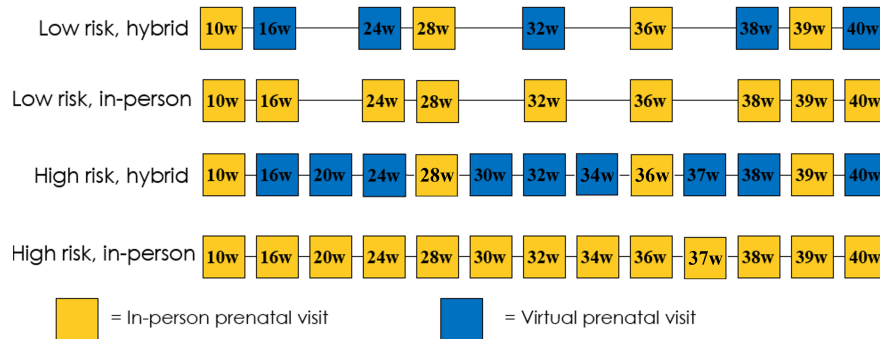 Low risk, hybrid 10w 16w 24w 28w 32w 36w 38w 39w 40w
Low risk, in-person 10w 16w 24w 28w 32w 36w 38w 39w 40w
High risk, hybrid 10w 16w 20w 24w 28w 30w 32w 34w 36w 37w 38w 39w 40w
High risk, in-person 10w 16w 20w 24w 28w 30w 32w 34w 36w 37w 38w 39w 40w
= In-person prenatal visit = Virtual prenatal visit